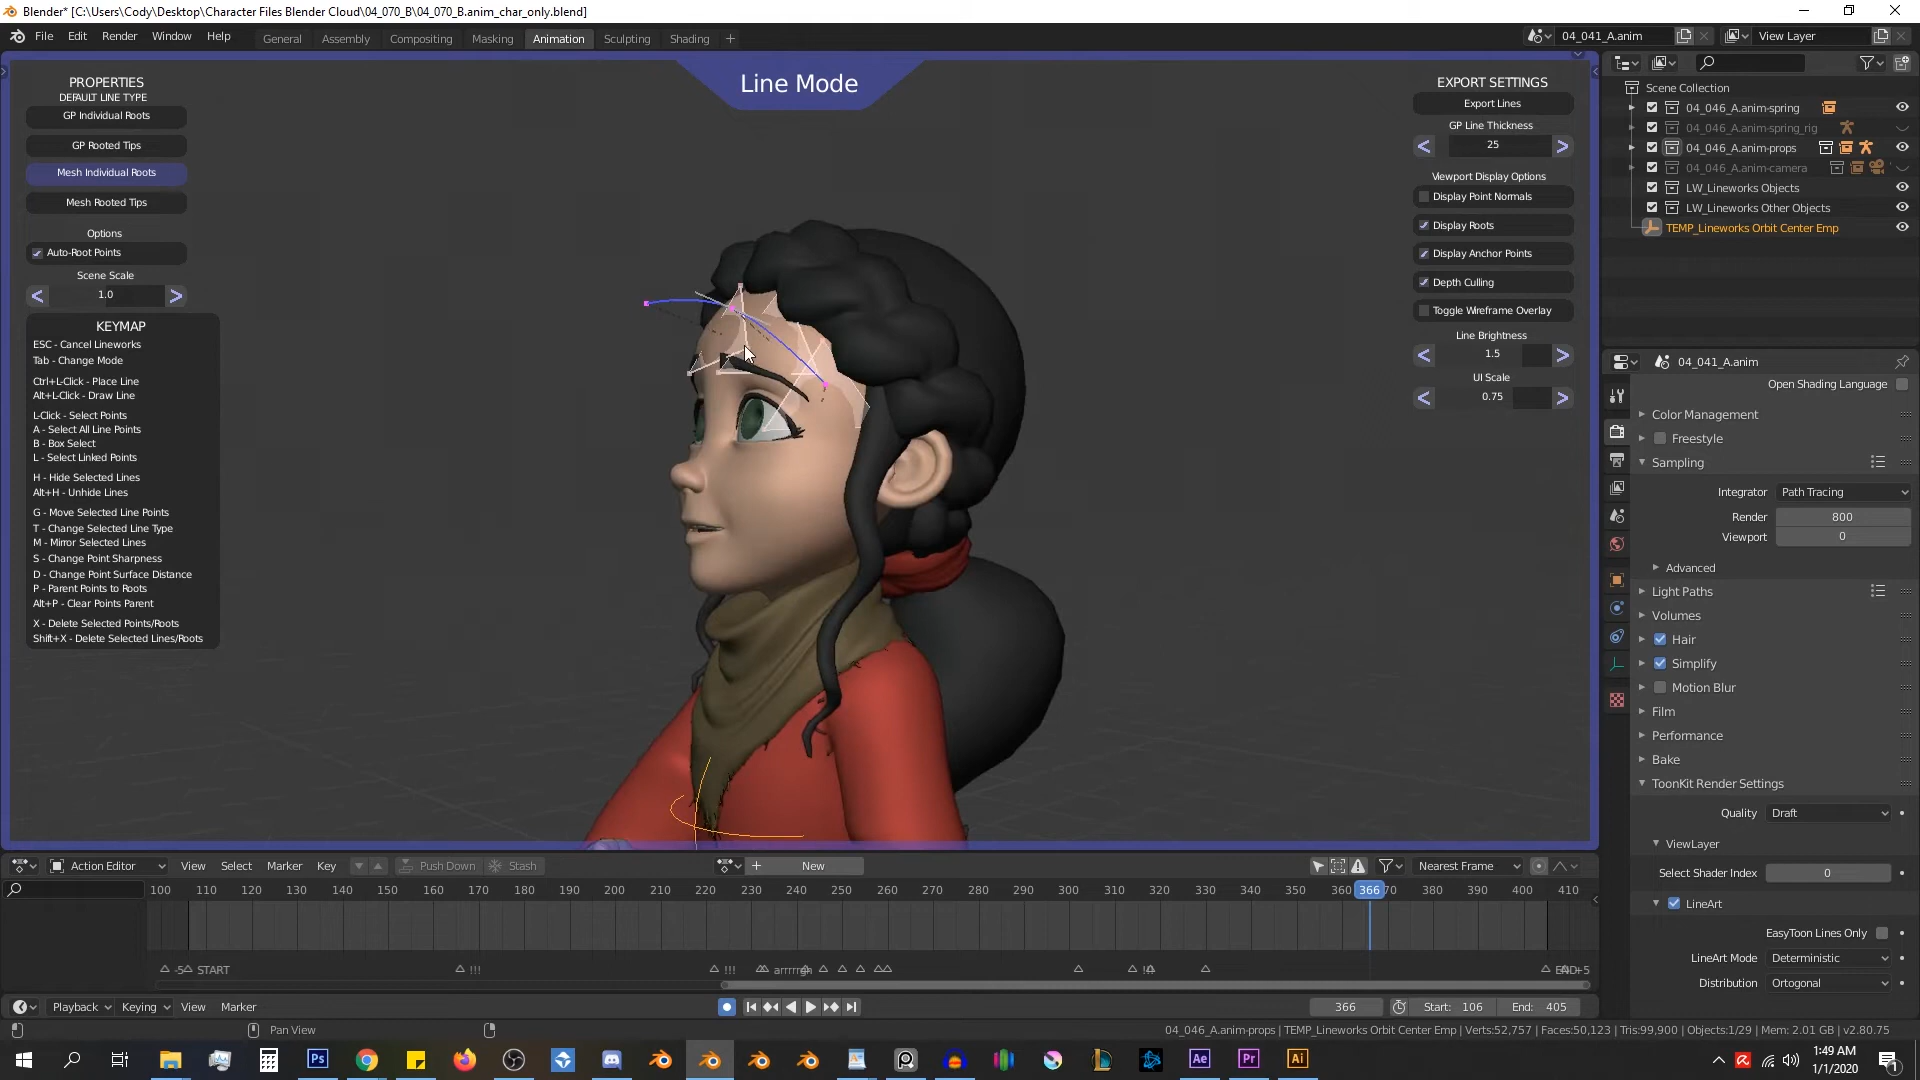 Blender* [C:\Users\Cody\Desktop\Character Files Blender Cloud\04_070_B\04_070_B.anim_char_only.blend]
File Edit Render Window Help General Assembly Compositing Masking Animation Sculpting Shading + 04_041_A.anim View Layer
Line Mode
PROPERTIES
DEFAULT LINE TYPE
GP Individual Roots
GP Rooted Tips
Mesh Individual Roots
Mesh Rooted Tips
Options
Auto-Root Points
Scene Scale
< 1.0 >
KEYMAP
ESC - Cancel Lineworks
Tab - Change Mode
Ctrl+L-Click - Place Line
Alt+L-Click - Draw Line
L-Click - Select Points
A - Select All Line Points
B - Box Select
L - Select Linked Points
H - Hide Selected Lines
Alt+H - Unhide Lines
G - Move Selected Line Points
T - Change Selected Line Type
M - Mirror Selected Lines
S - Change Point Sharpness
D - Change Point Surface Distance
P - Parent Points to Roots
Alt+P - Clear Points Parent
X - Delete Selected Points/Roots
Shift+X - Delete Selected Lines/Roots
EXPORT SETTINGS
Export Lines
GP Line Thickness
< 25 >
Viewport Display Options
Display Point Normals
Display Roots
Display Anchor Points
Depth Culling
Toggle Wireframe Overlay
Line Brightness
< 1.5 >
UI Scale
< 0.75 >
Scene Collection
04_046_A.anim-spring
04_046_A.anim-spring_rig
04_046_A.anim-props
04_046_A.anim-camera
LW_Lineworks Objects
LW_Lineworks Other Objects
TEMP_Lineworks Orbit Center Emp
04_041_A.anim
Open Shading Language
Color Management
Freestyle
Sampling
Integrator Path Tracing
Render 800
Viewport 0
Advanced
Light Paths
Volumes
Hair
Simplify
Motion Blur
Film
Performance
Bake
ToonKit Render Settings
Quality Draft
ViewLayer
Select Shader Index 0
LineArt
EasyToon Lines Only
LineArt Mode Deterministic
Distribution Ortogonal
Action Editor View Select Marker Key Push Down Stash + New Nearest Frame
100 110 120 130 140 150 160 170 180 190 200 210 220 230 240 250 260 270 280 290 300 310 320 330 340 350 360 366 70 380 390 400 410
-5 START !!! !!! arrrrrgh END+5
Playback Keying View Marker 366 Start: 106 End: 405
Pan View 04_046_A.anim-props | TEMP_Lineworks Orbit Center Emp | Verts:52,757 | Faces:50,123 | Tris:99,900 | Objects:1/29 | Mem: 2.01 GB | v2.80.75
Ps Ae Pr Ai 1:49 AM
1/1/2020 1